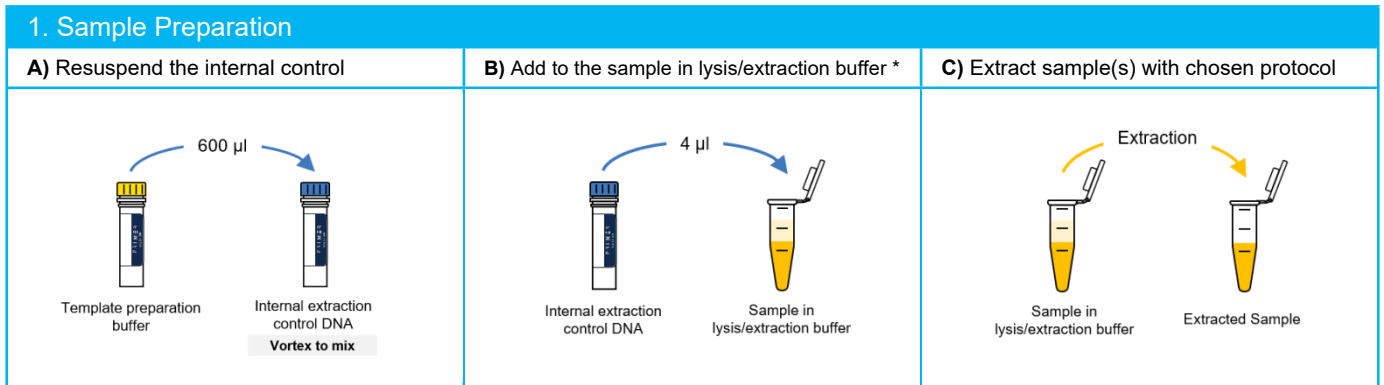 1. Sample Preparation
A) Resuspend the internal control
B) Add to the sample in lysis/extraction buffer *
C) Extract sample(s) with chosen protocol
600 µl
4 µl
Extraction
Template preparation
buffer
Internal extraction
control DNA
Vortex to mix
Internal extraction
control DNA
Sample in
lysis/extraction buffer
Sample in
lysis/extraction buffer
Extracted Sample